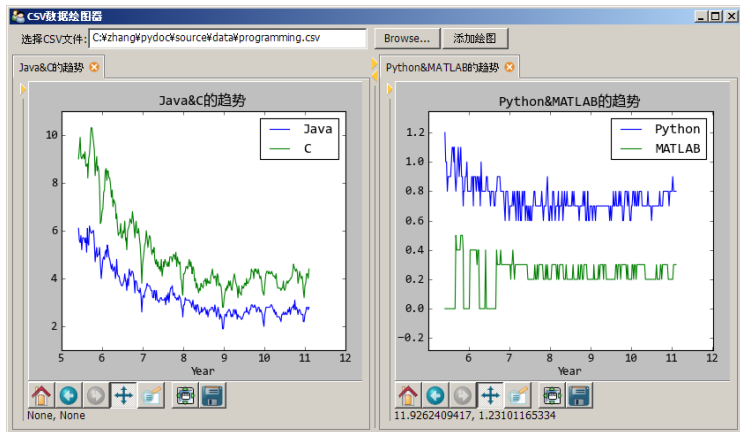 CSV数据绘图器
选择CSV文件: C:¥zhang¥pydoc¥source¥data¥programming.csv Browse... 添加绘图
Java&C的趋势
Python&MATLAB的趋势
Java&C的趋势
Java
C
10
8
6
4
2
5 6 7 8 9 10 11 12
Year
None, None
Python&MATLAB的趋势
Python
MATLAB
1.2
1.0
0.8
0.6
0.4
0.2
0.0
−0.2
6 7 8 9 10 11 12
Year
11.9262409417, 1.23101165334